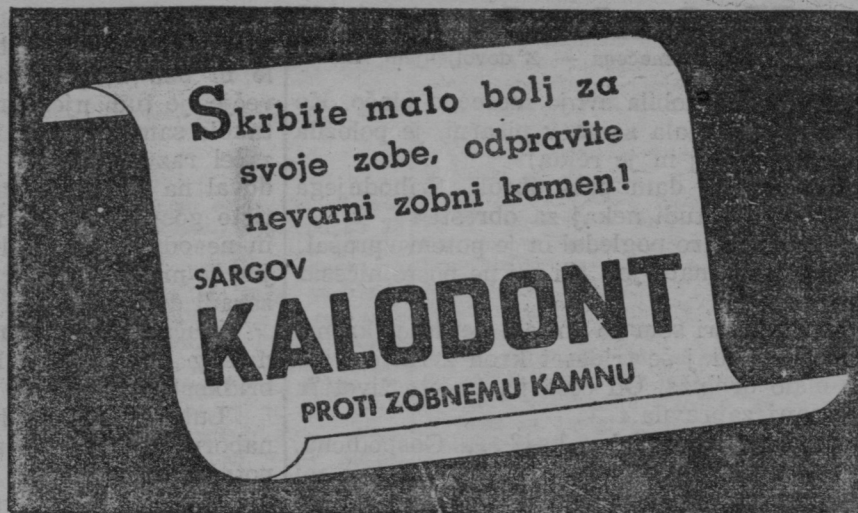 Skrbite malo bolj za
svoje zobe, odpravite
nevarni zobni kamen!
SARGOV
KALODONT
PROTI ZOBNEMU KAMNU